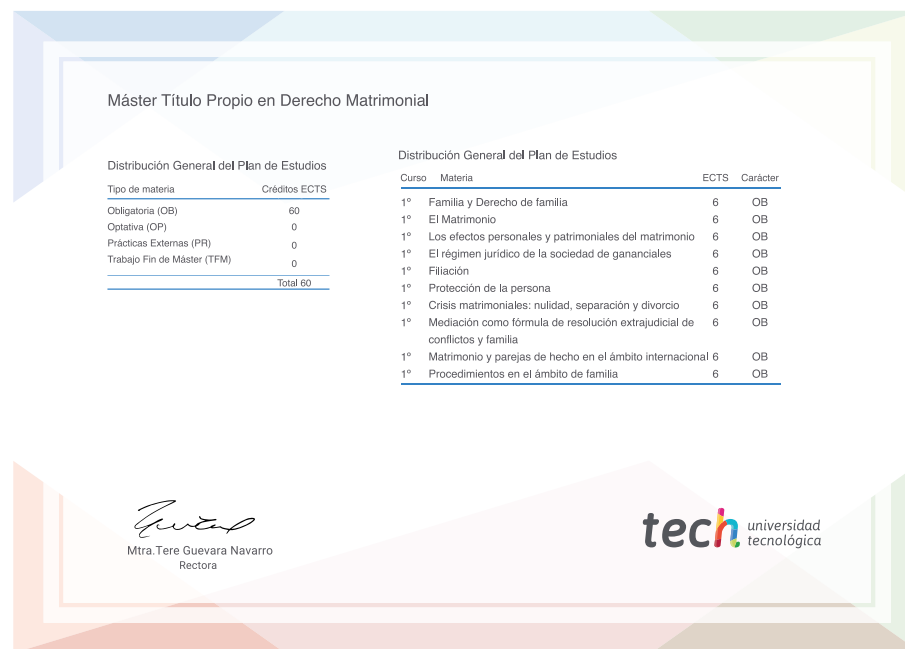 Máster Título Propio en Derecho Matrimonial
Distribución General del Plan de Estudios
Tipo de materia Créditos ECTS
Obligatoria (OB) 60
Optativa (OP) 0
Prácticas Externas (PR) 0
Trabajo Fin de Máster (TFM) 0
Total 60
Distribución General del Plan de Estudios
Curso Materia ECTS Carácter
1º Familia y Derecho de familia 6 OB
1º El Matrimonio 6 OB
1º Los efectos personales y patrimoniales del matrimonio 6 OB
1º El régimen jurídico de la sociedad de gananciales 6 OB
1º Filiación 6 OB
1º Protección de la persona 6 OB
1º Crisis matrimoniales: nulidad, separación y divorcio 6 OB
1º Mediación como fórmula de resolución extrajudicial de 6 OB
conflictos y familia
1º Matrimonio y parejas de hecho en el ámbito internacional 6 OB
1º Procedimientos en el ámbito de familia 6 OB
Mtra.Tere Guevara Navarro
Rectora
tech universidad
tecnológica